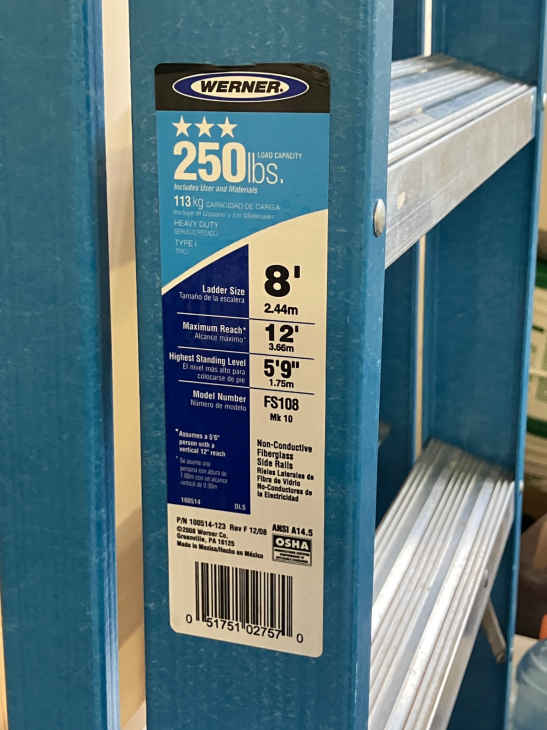 WERNER.
250 lbs. LOAD CAPACITY
Includes User and Materials
113 kg CAPACIDAD DE CARGA
HEAVY DUTY
TYPE I
Ladder Size
Tamaño de la escalera
8'
2.44m
Maximum Reach*
Alcance máximo*
12'
3.66m
Highest Standing Level
El nivel más alto para
colocarse de pie
5'9"
1.75m
Model Number
Número de modelo
FS108
Mk 10
*Assumes a 5'6"
person with a
vertical 12" reach
Non-Conductive
Fiberglass
Side Rails
Rieles Laterales de
Fibra de Vidrio
No-Conductores de
la Electricidad
100514 DLS
P/N 100514-123 Rev F 12/08 ANSI A14.5
©2008 Werner Co.
Greenville, PA 16125
Made in Mexico/Hecho en México
OSHA
0 51751 02757 0